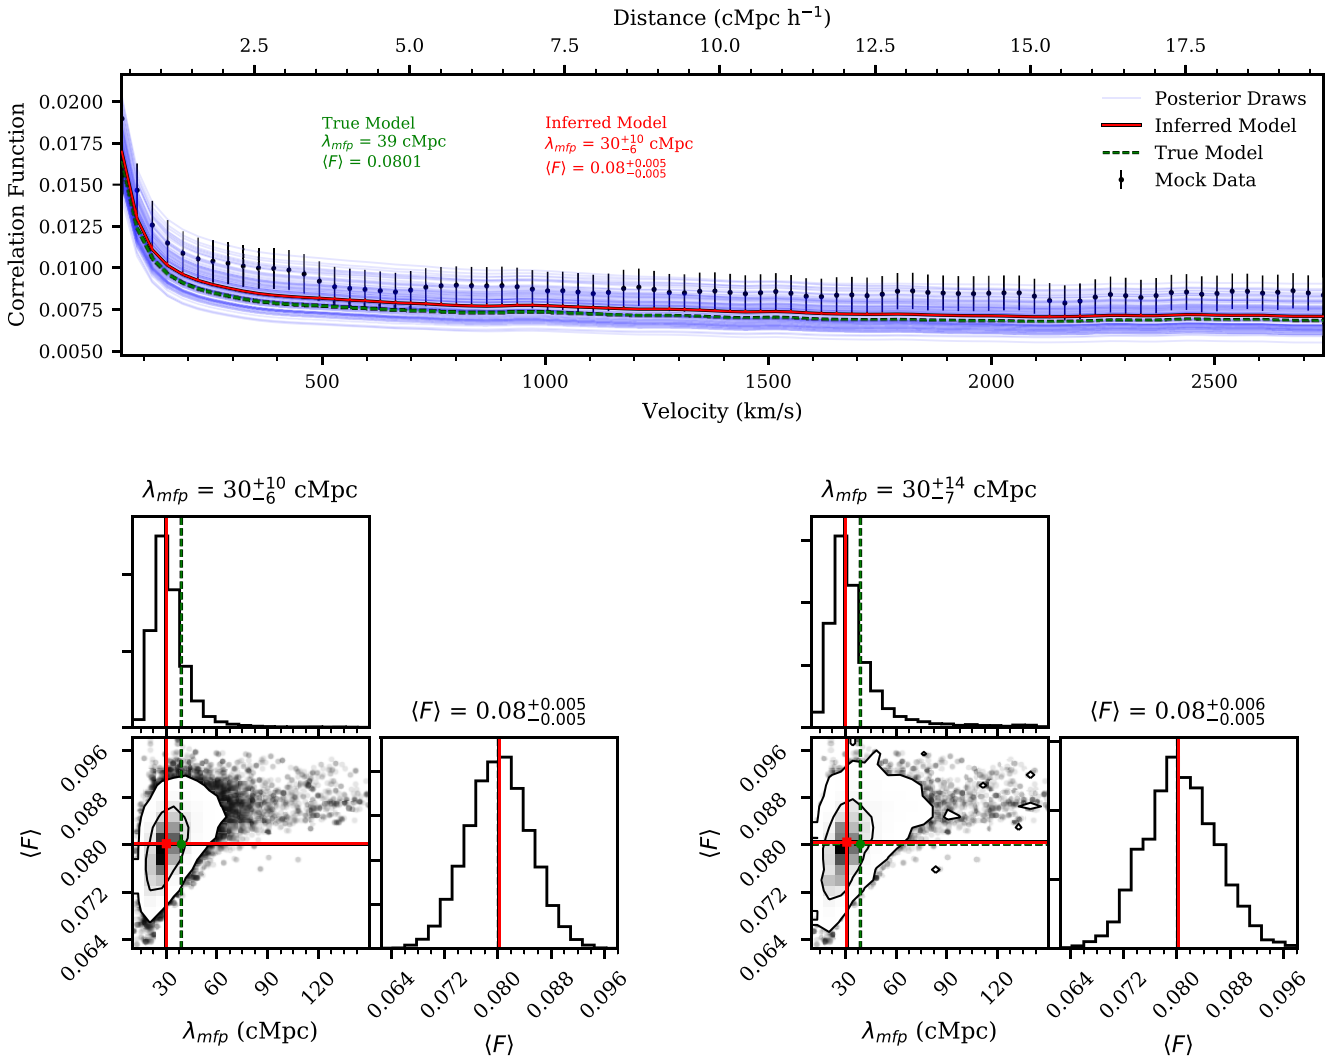 Distance (cMpc h⁻¹)
2.5 5.0 7.5 10.0 12.5 15.0 17.5
Correlation Function
0.0200
0.0175
0.0150
0.0125
0.0100
0.0075
0.0050
True Model
λmfp = 39 cMpc
⟨F⟩ = 0.0801
Inferred Model
λmfp = 30+10−6 cMpc
⟨F⟩ = 0.08+0.005−0.005
Posterior Draws
Inferred Model
True Model
Mock Data
500 1000 1500 2000 2500
Velocity (km/s)
λmfp = 30+10−6 cMpc
⟨F⟩ = 0.08+0.005−0.005
⟨F⟩
0.096
0.088
0.080
0.072
0.064
30 60 90 120
λmfp (cMpc)
0.064 0.072 0.080 0.088 0.096
⟨F⟩
λmfp = 30+14−7 cMpc
⟨F⟩ = 0.08+0.006−0.005
⟨F⟩
0.096
0.088
0.080
0.072
0.064
30 60 90 120
λmfp (cMpc)
0.064 0.072 0.080 0.088 0.096
⟨F⟩